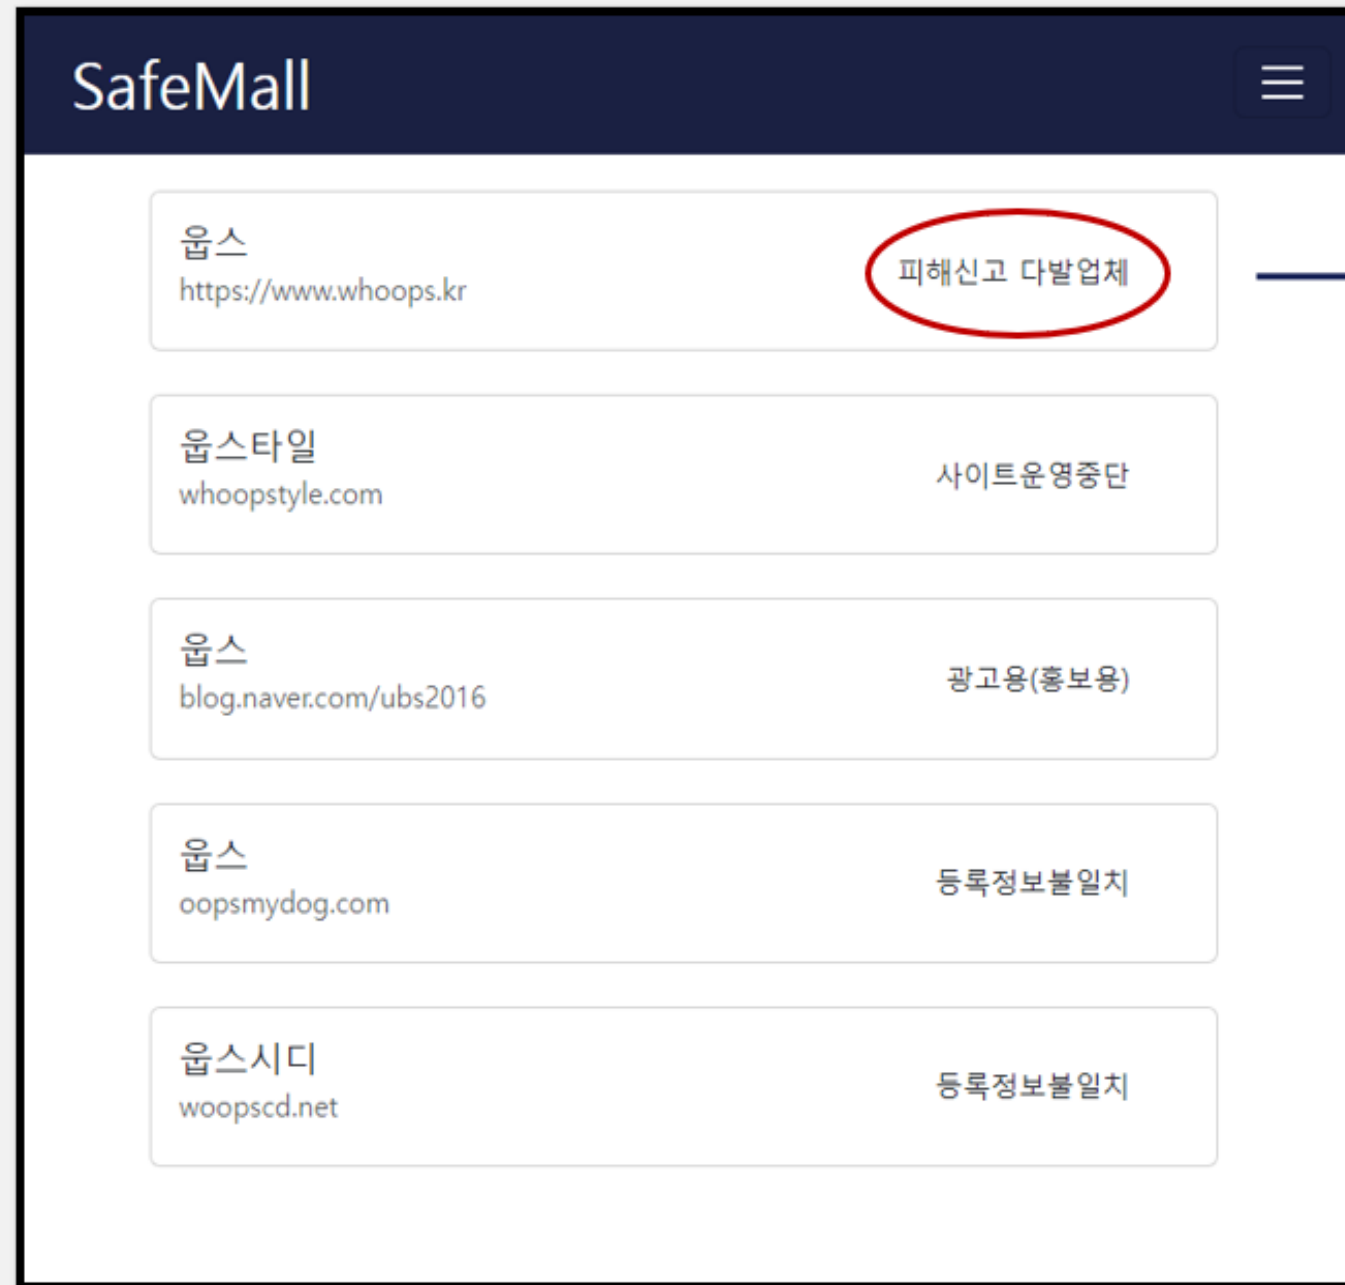 SafeMall
웁스
https://www.whoops.kr
피해신고 다발업체
웁스타일
whoopstyle.com
사이트운영중단
웁스
blog.naver.com/ubs2016
광고용(홍보용)
웁스
oopsmydog.com
등록정보불일치
웁스시디
woopscd.net
등록정보불일치